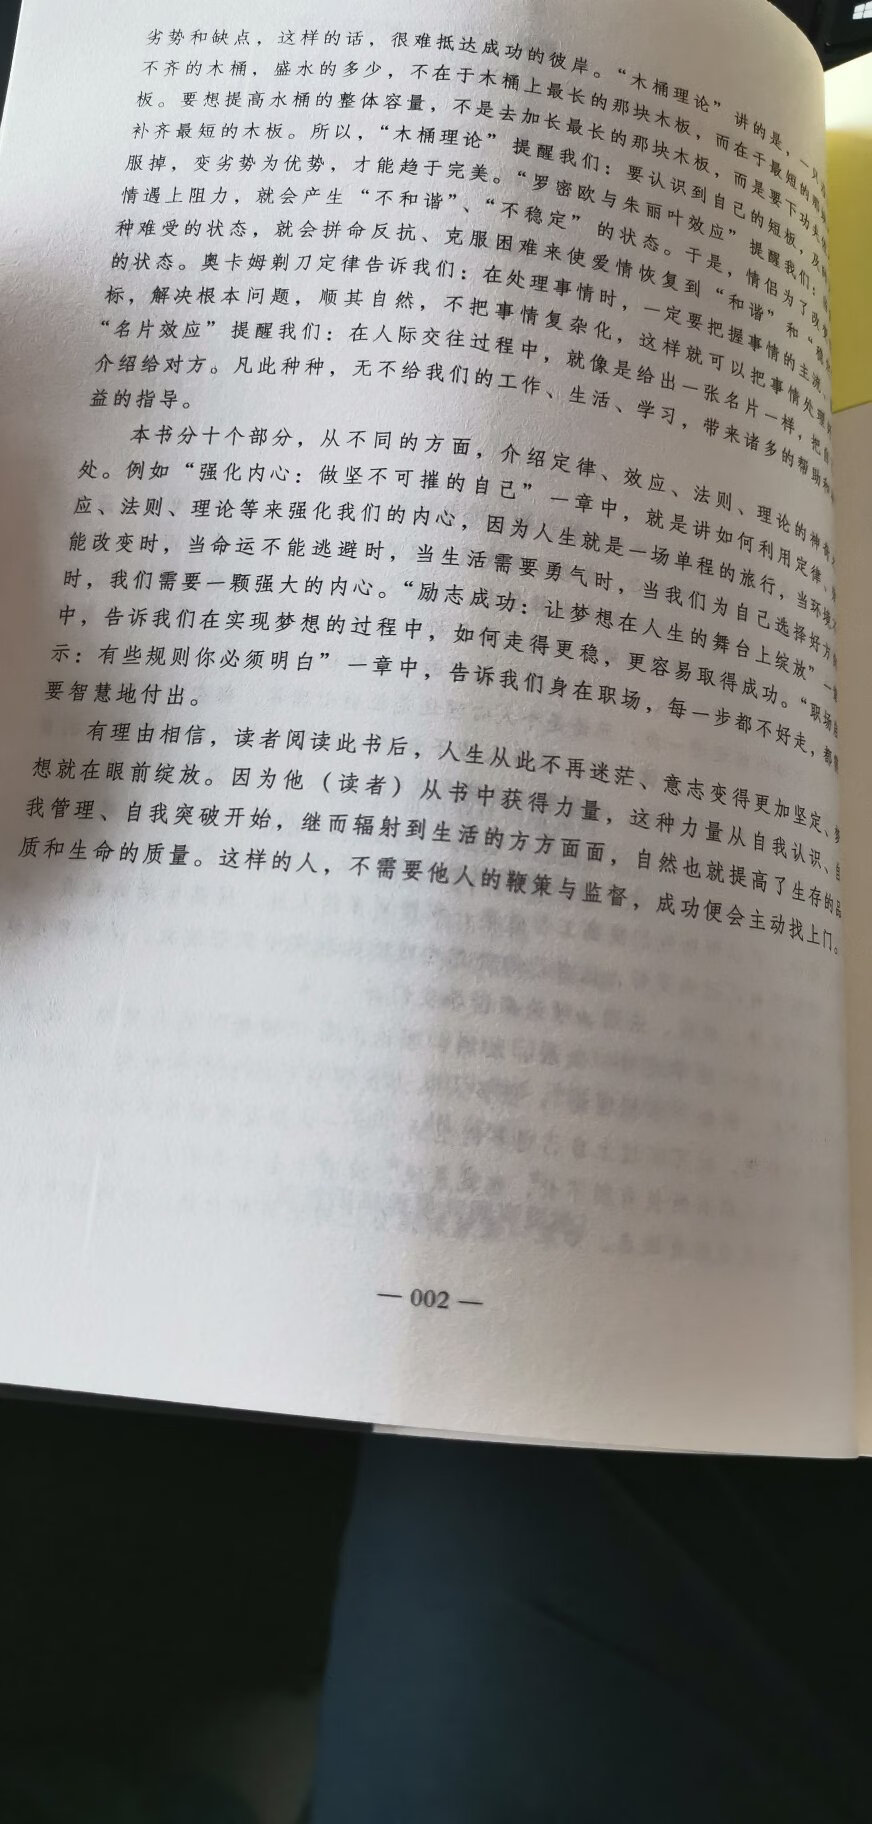 劣势和缺点，这样的话，很难抵达成功的彼岸。“木桶理论”讲的是，一
不齐的木桶，盛水的多少，不在于木桶上最长的那块木板，而在于最短的那
板。要想提高水桶的整体容量，不是去加长最长的那块木板，而是要下功夫
补齐最短的木板。所以，“木桶理论”提醒我们：要认识到自己的短板，及
服掉，变劣势为优势，才能趋于完美。“罗密欧与朱丽叶效应”提醒我们：
情遇上阻力，就会产生“不和谐”、“不稳定”的状态。于是，情侣为了改变
种难受的状态，就会拼命反抗、克服困难来使爱情恢复到“和谐”和“稳
的状态。奥卡姆剃刀定律告诉我们：在处理事情时，一定要把握事情的主流
标，解决根本问题，顺其自然，不把事情复杂化，这样就可以把事情处理
“名片效应”提醒我们：在人际交往过程中，就像是给出一张名片一样，把自
介绍给对方。凡此种种，无不给我们的工作、生活、学习，带来诸多的帮助和
益的指导。
本书分十个部分，从不同的方面，介绍定律、效应、法则、理论的神奇
处。例如“强化内心：做坚不可摧的自己”一章中，就是讲如何利用定律、
应、法则、理论等来强化我们的内心，因为人生就是一场单程的旅行，当环境
能改变时，当命运不能逃避时，当生活需要勇气时，当我们为自己选择好方
时，我们需要一颗强大的内心。“励志成功：让梦想在人生的舞台上绽放”一
中，告诉我们在实现梦想的过程中，如何走得更稳，更容易取得成功。“职场
示：有些规则你必须明白”一章中，告诉我们身在职场，每一步都不好走，都
要智慧地付出。
有理由相信，读者阅读此书后，人生从此不再迷茫、意志变得更加坚定、梦
想就在眼前绽放。因为他（读者）从书中获得力量，这种力量从自我认识、自
我管理、自我突破开始，继而辐射到生活的方方面面，自然也就提高了生存的品
质和生命的质量。这样的人，不需要他人的鞭策与监督，成功便会主动找上门。
— 002 —